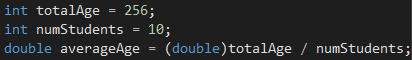 int totalAge = 256;
int numStudents = 10;
double averageAge = (double)totalAge / numStudents;